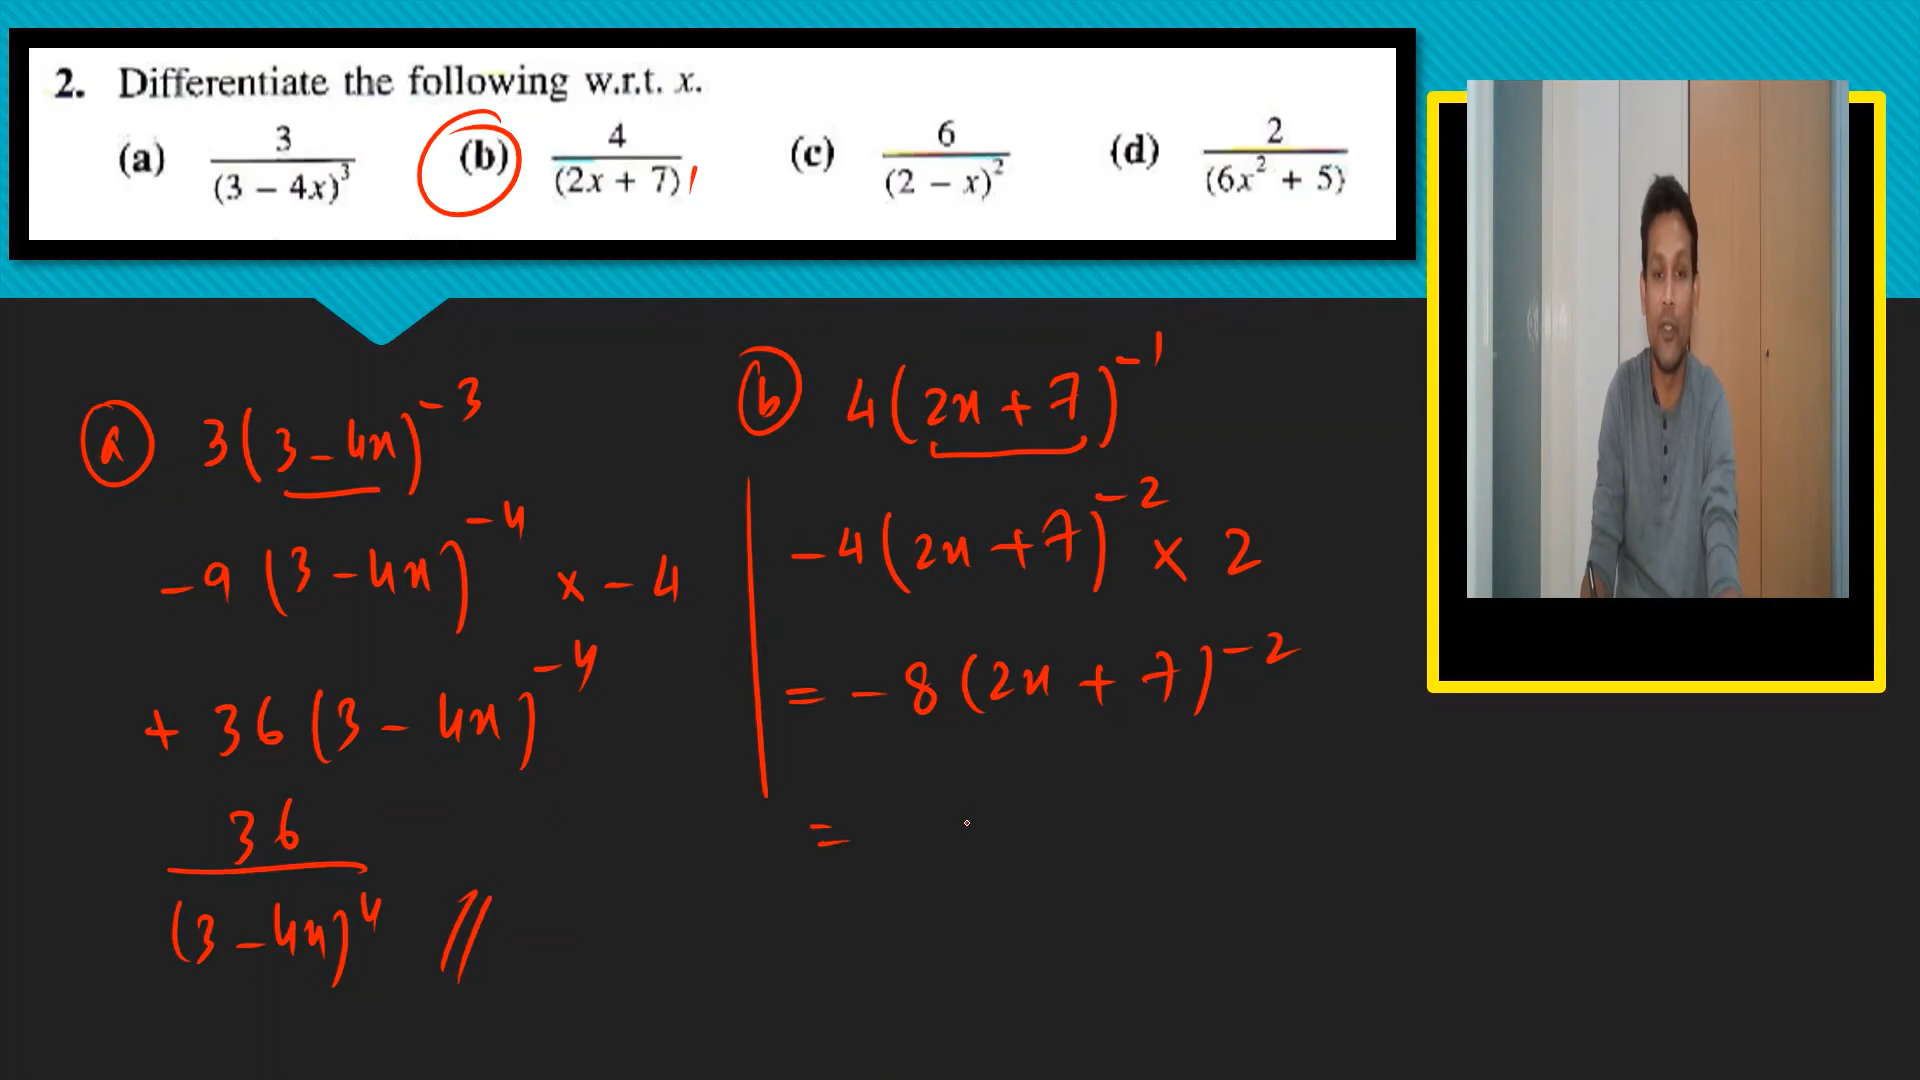 2. Differentiate the following w.r.t. x.
(a) 3/(3 − 4x)³ (b) 4/(2x + 7) (c) 6/(2 − x)² (d) 2/(6x² + 5)
(a) 3(3 − 4x)⁻³
−9(3 − 4x)⁻⁴ × −4
+36(3 − 4x)⁻⁴
36/(3 − 4x)⁴ //
(b) 4(2x + 7)⁻¹
−4(2x + 7)⁻² × 2
= −8(2x + 7)⁻²
=